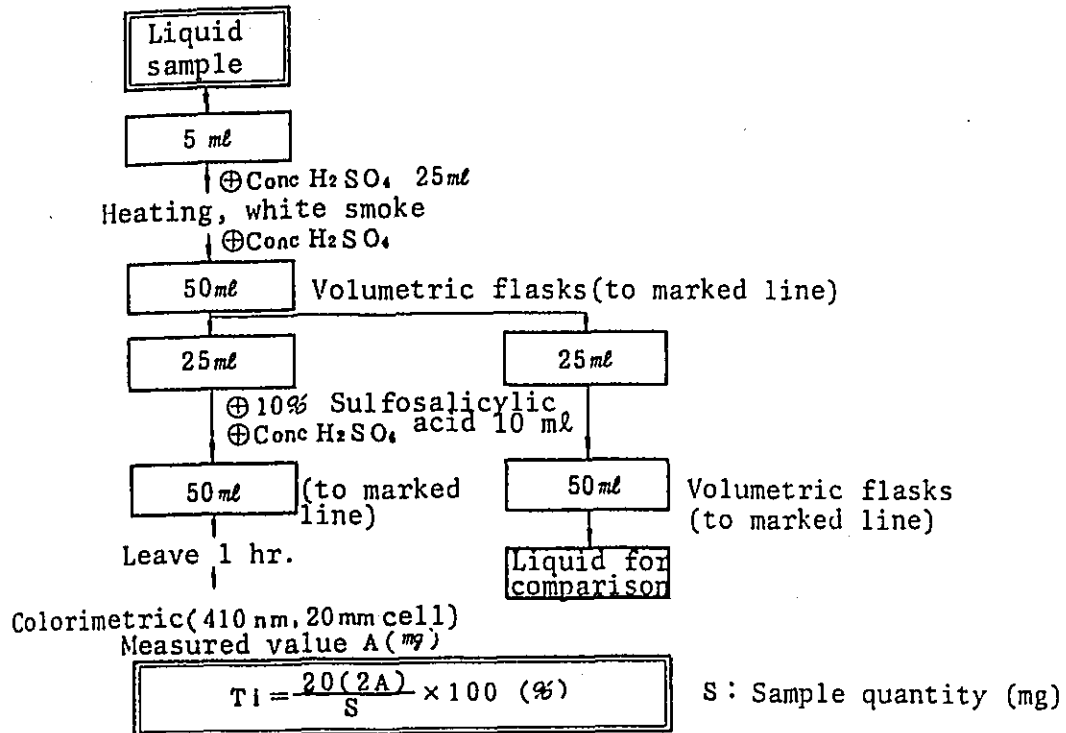 Liquid
sample
5 ml
⊕Conc H₂SO₄ 25ml
Heating, white smoke
⊕Conc H₂SO₄
50ml Volumetric flasks(to marked line)
25ml 25ml
⊕10% Sulfosalicylic
acid 10 ml
⊕Conc H₂SO₄
50ml (to marked
line)
50ml Volumetric flasks
(to marked line)
Leave 1 hr.
Liquid for
comparison
Colorimetric(410 nm, 20mm cell)
Measured value A(mg)
Ti = 20(2A)/S × 100 (%) S: Sample quantity (mg)